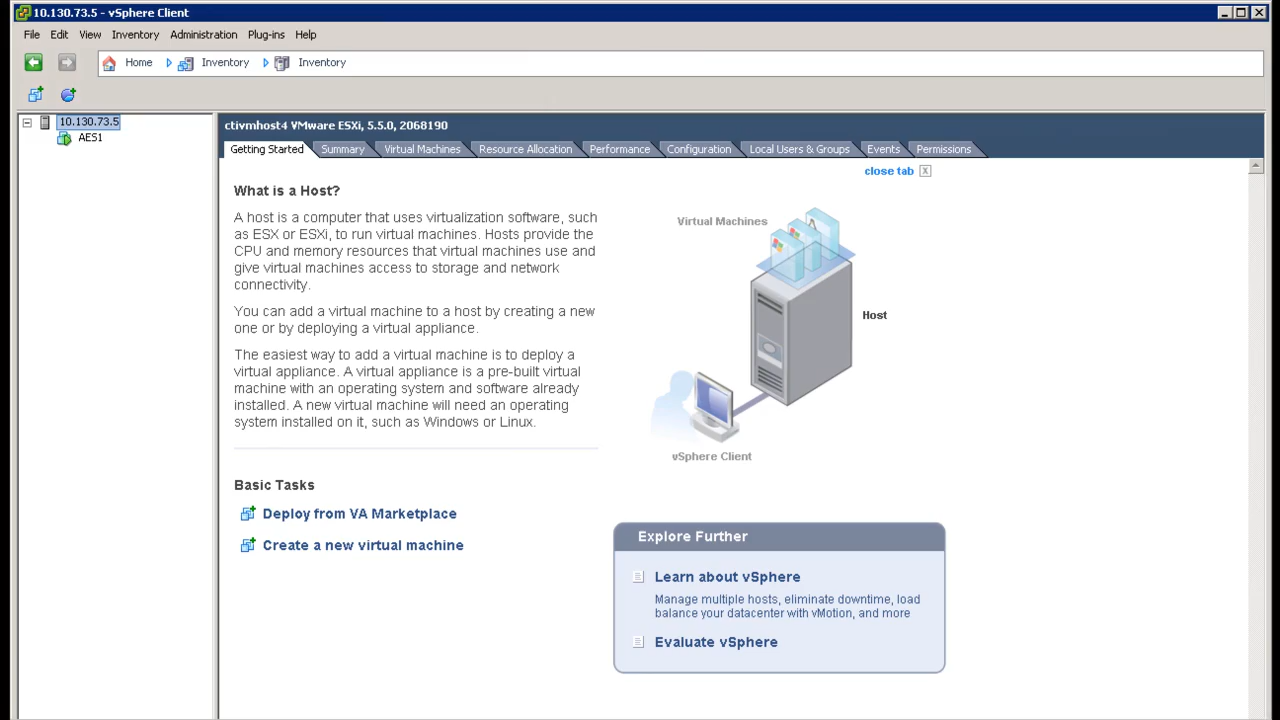 10.130.73.5 - vSphere Client
File Edit View Inventory Administration Plug-ins Help
Home Inventory Inventory
10.130.73.5
AES1
ctivmhost4 VMware ESXi, 5.5.0, 2068190
Getting Started Summary Virtual Machines Resource Allocation Performance Configuration Local Users & Groups Events Permissions
close tab X
What is a Host?
A host is a computer that uses virtualization software, such
as ESX or ESXi, to run virtual machines. Hosts provide the
CPU and memory resources that virtual machines use and
give virtual machines access to storage and network
connectivity.
You can add a virtual machine to a host by creating a new
one or by deploying a virtual appliance.
The easiest way to add a virtual machine is to deploy a
virtual appliance. A virtual appliance is a pre-built virtual
machine with an operating system and software already
installed. A new virtual machine will need an operating
system installed on it, such as Windows or Linux.
Virtual Machines
Host
vSphere Client
Basic Tasks
Deploy from VA Marketplace
Create a new virtual machine
Explore Further
Learn about vSphere
Manage multiple hosts, eliminate downtime, load
balance your datacenter with vMotion, and more
Evaluate vSphere